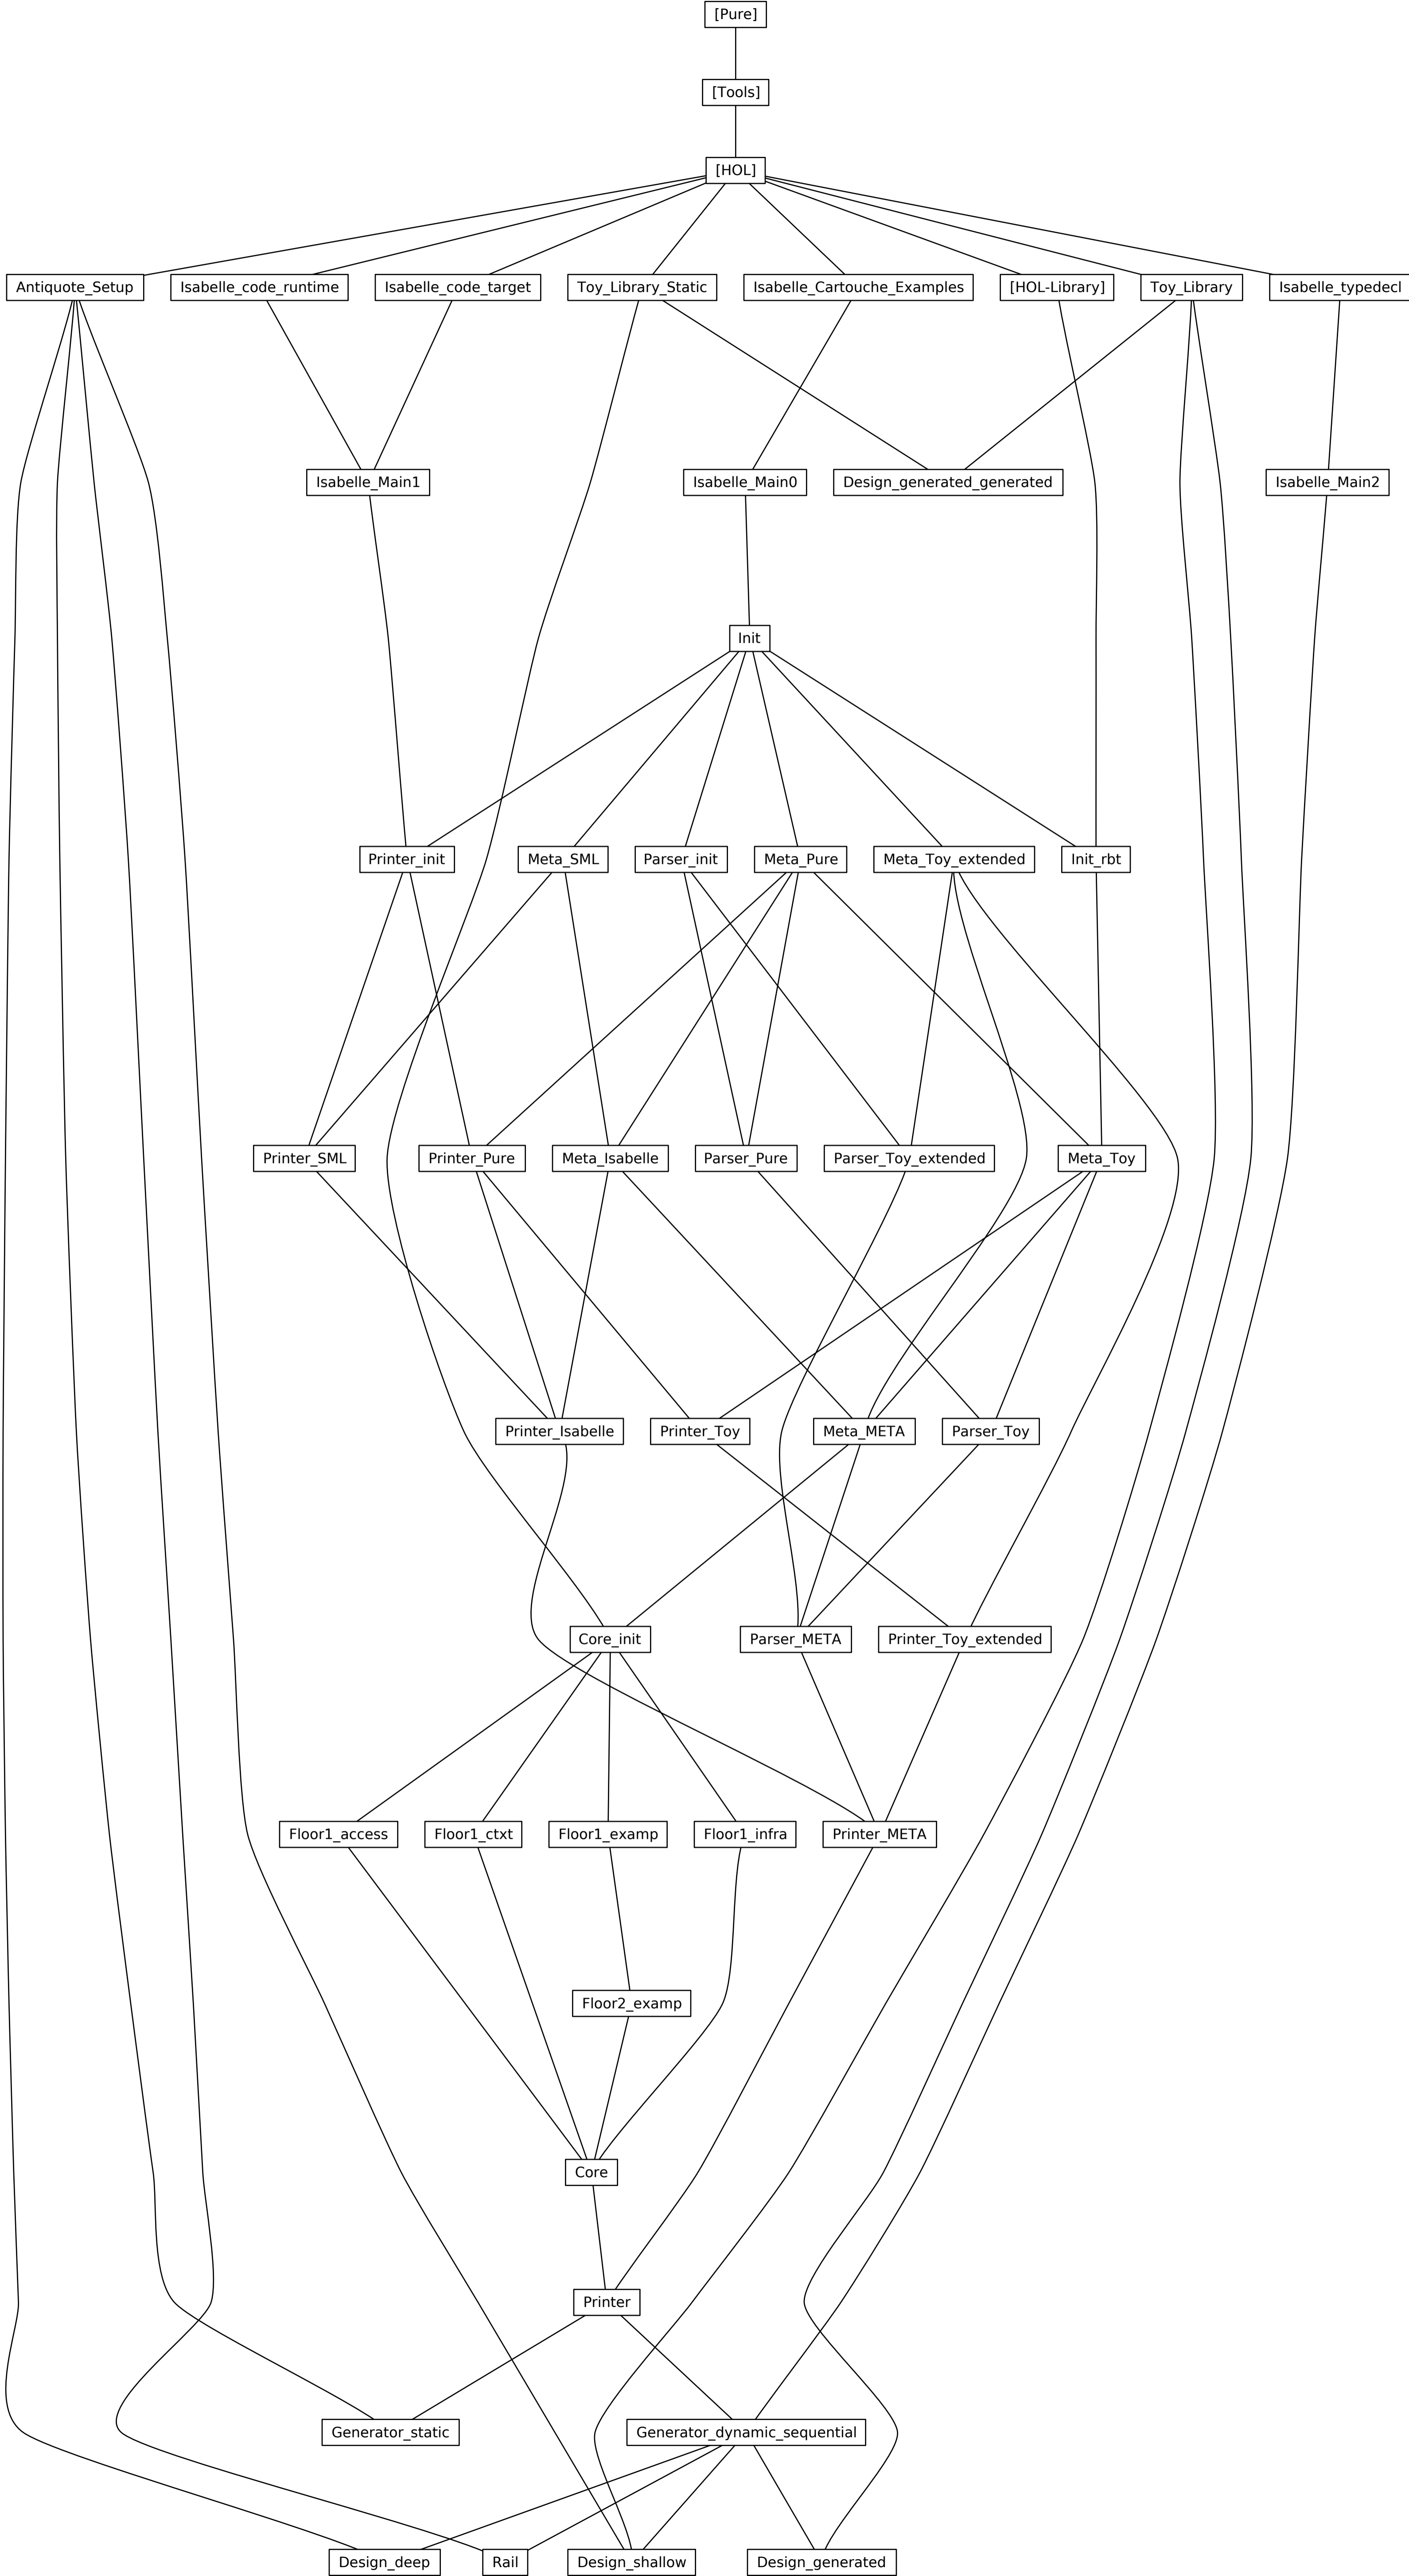 [Pure]
[Tools]
[HOL]
Antiquote_Setup
Isabelle_code_runtime
Isabelle_code_target
Toy_Library_Static
Isabelle_Cartouche_Examples
[HOL-Library]
Toy_Library
Isabelle_typedecl
Isabelle_Main1
Isabelle_Main0
Design_generated_generated
Isabelle_Main2
Init
Printer_init
Meta_SML
Parser_init
Meta_Pure
Meta_Toy_extended
Init_rbt
Printer_SML
Printer_Pure
Meta_Isabelle
Parser_Pure
Parser_Toy_extended
Meta_Toy
Printer_Isabelle
Printer_Toy
Meta_META
Parser_Toy
Core_init
Parser_META
Printer_Toy_extended
Floor1_access
Floor1_ctxt
Floor1_examp
Floor1_infra
Printer_META
Floor2_examp
Core
Printer
Generator_static
Generator_dynamic_sequential
Design_deep
Rail
Design_shallow
Design_generated